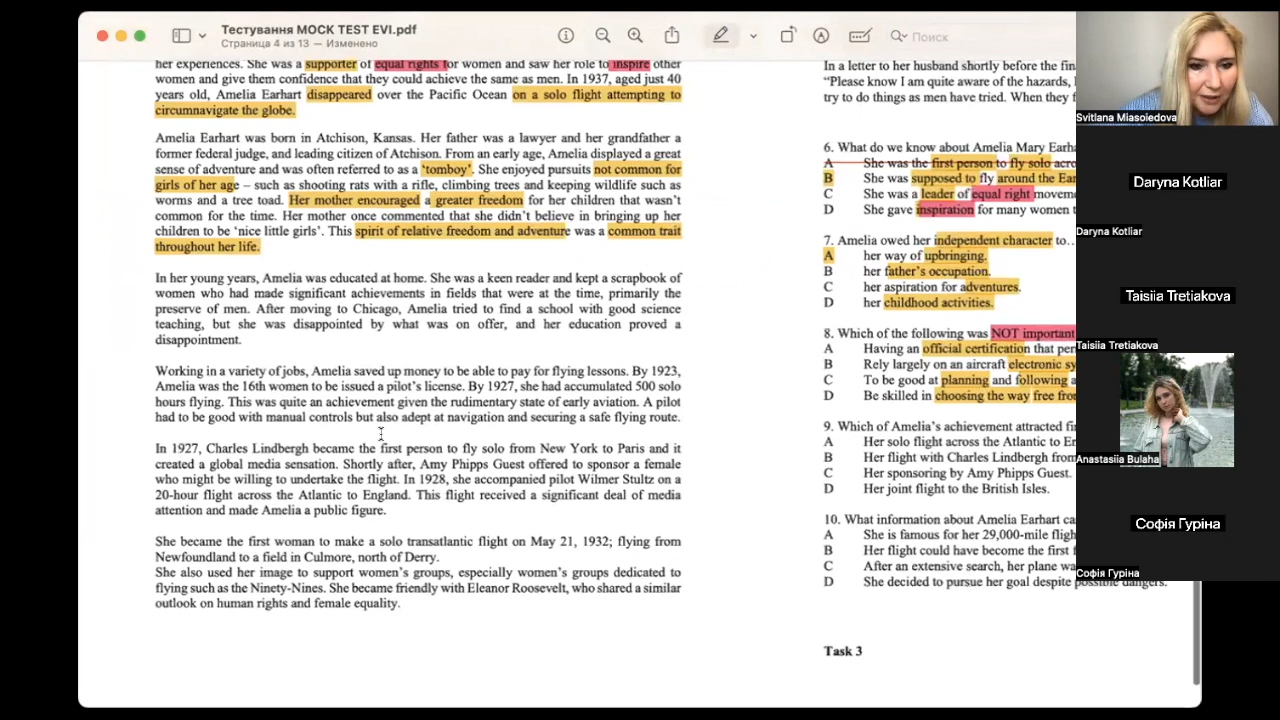 Тестування MOCK TEST EVI.pdf
Страница 4 из 13 — Изменено
Поиск
her experiences. She was a supporter of equal rights for women and saw her role to inspire other
women and give them confidence that they could achieve the same as men. In 1937, aged just 40
years old, Amelia Earhart disappeared over the Pacific Ocean on a solo flight attempting to
circumnavigate the globe.
Amelia Earhart was born in Atchison, Kansas. Her father was a lawyer and her grandfather a
former federal judge, and leading citizen of Atchison. From an early age, Amelia displayed a great
sense of adventure and was often referred to as a ‘tomboy’. She enjoyed pursuits not common for
girls of her age – such as shooting rats with a rifle, climbing trees and keeping wildlife such as
worms and a tree toad. Her mother encouraged a greater freedom for her children that wasn’t
common for the time. Her mother once commented that she didn’t believe in bringing up her
children to be ‘nice little girls’. This spirit of relative freedom and adventure was a common trait
throughout her life.
In her young years, Amelia was educated at home. She was a keen reader and kept a scrapbook of
women who had made significant achievements in fields that were at the time, primarily the
preserve of men. After moving to Chicago, Amelia tried to find a school with good science
teaching, but she was disappointed by what was on offer, and her education proved a
disappointment.
Working in a variety of jobs, Amelia saved up money to be able to pay for flying lessons. By 1923,
Amelia was the 16th women to be issued a pilot’s license. By 1927, she had accumulated 500 solo
hours flying. This was quite an achievement given the rudimentary state of early aviation. A pilot
had to be good with manual controls but also adept at navigation and securing a safe flying route.
In 1927, Charles Lindbergh became the first person to fly solo from New York to Paris and it
created a global media sensation. Shortly after, Amy Phipps Guest offered to sponsor a female
who might be willing to undertake the flight. In 1928, she accompanied pilot Wilmer Stultz on a
20-hour flight across the Atlantic to England. This flight received a significant deal of media
attention and made Amelia a public figure.
She became the first woman to make a solo transatlantic flight on May 21, 1932; flying from
Newfoundland to a field in Culmore, north of Derry.
She also used her image to support women’s groups, especially women’s groups dedicated to
flying such as the Ninety-Nines. She became friendly with Eleanor Roosevelt, who shared a similar
outlook on human rights and female equality.
In a letter to her husband shortly before the
“Please know I am quite aware of the hazards, I
try to do things as men have tried. When they
6. What do we know about Amelia Mary
A She was the first person to fly solo
B She was supposed to fly around the
C She was a leader of equal right
D She gave inspiration for many women
7. Amelia owed her independent character to…
A her way of upbringing.
B her father’s occupation.
C her aspiration for adventures.
D her childhood activities.
8. Which of the following was NOT important
A Having an official certification that
B Rely largely on an aircraft electronic
C To be good at planning and following
D Be skilled in choosing the way free
9. Which of Amelia’s achievement attracted
A Her solo flight across the Atlantic to
B Her flight with Charles Lindbergh
C Her sponsoring by Amy Phipps Guest.
D Her joint flight to the British Isles.
10. What information about Amelia Earhart
A She is famous for her 29,000-mile
B Her flight could have become the first
C After an extensive search, her plane
D She decided to pursue her goal despite possible dangers.
Task 3
Svitlana Miasoiedova
Daryna Kotliar
Daryna Kotliar
Taisiia Tretiakova
Taisiia Tretiakova
Anastasiia Bulaha
Софія Гуріна
Софія Гуріна